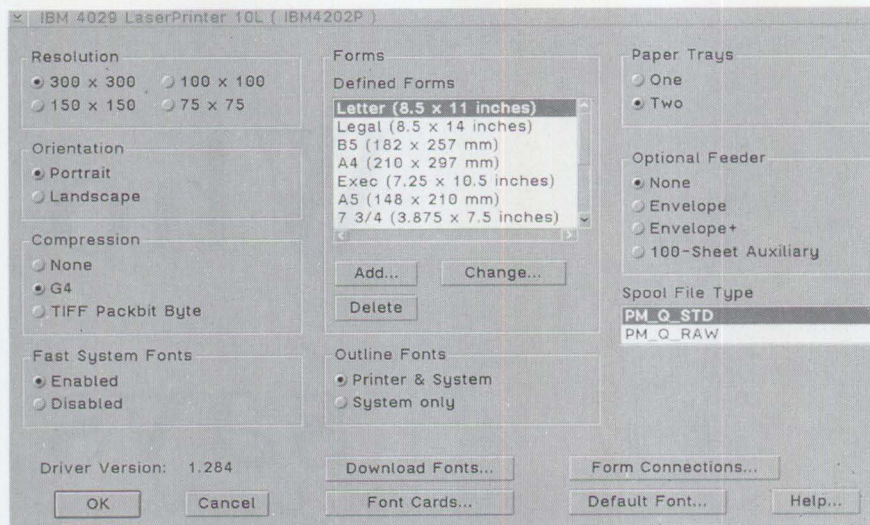 IBM 4029 LaserPrinter 10L ( IBM4202P )
Resolution
300 x 300
100 x 100
150 x 150
75 x 75
Orientation
Portrait
Landscape
Compression
None
G4
TIFF Packbit Byte
Fast System Fonts
Enabled
Disabled
Forms
Defined Forms
Letter (8.5 x 11 inches)
Legal (8.5 x 14 inches)
B5 (182 x 257 mm)
A4 (210 x 297 mm)
Exec (7.25 x 10.5 inches)
A5 (148 x 210 mm)
7 3/4 (3.875 x 7.5 inches)
Add...
Change...
Delete
Outline Fonts
Printer & System
System only
Paper Trays
One
Two
Optional Feeder
None
Envelope
Envelope+
100-Sheet Auxiliary
Spool File Type
PM_Q_STD
PM_Q_RAW
Driver Version: 1.284
Download Fonts...
Form Connections...
OK
Cancel
Font Cards...
Default Font...
Help...